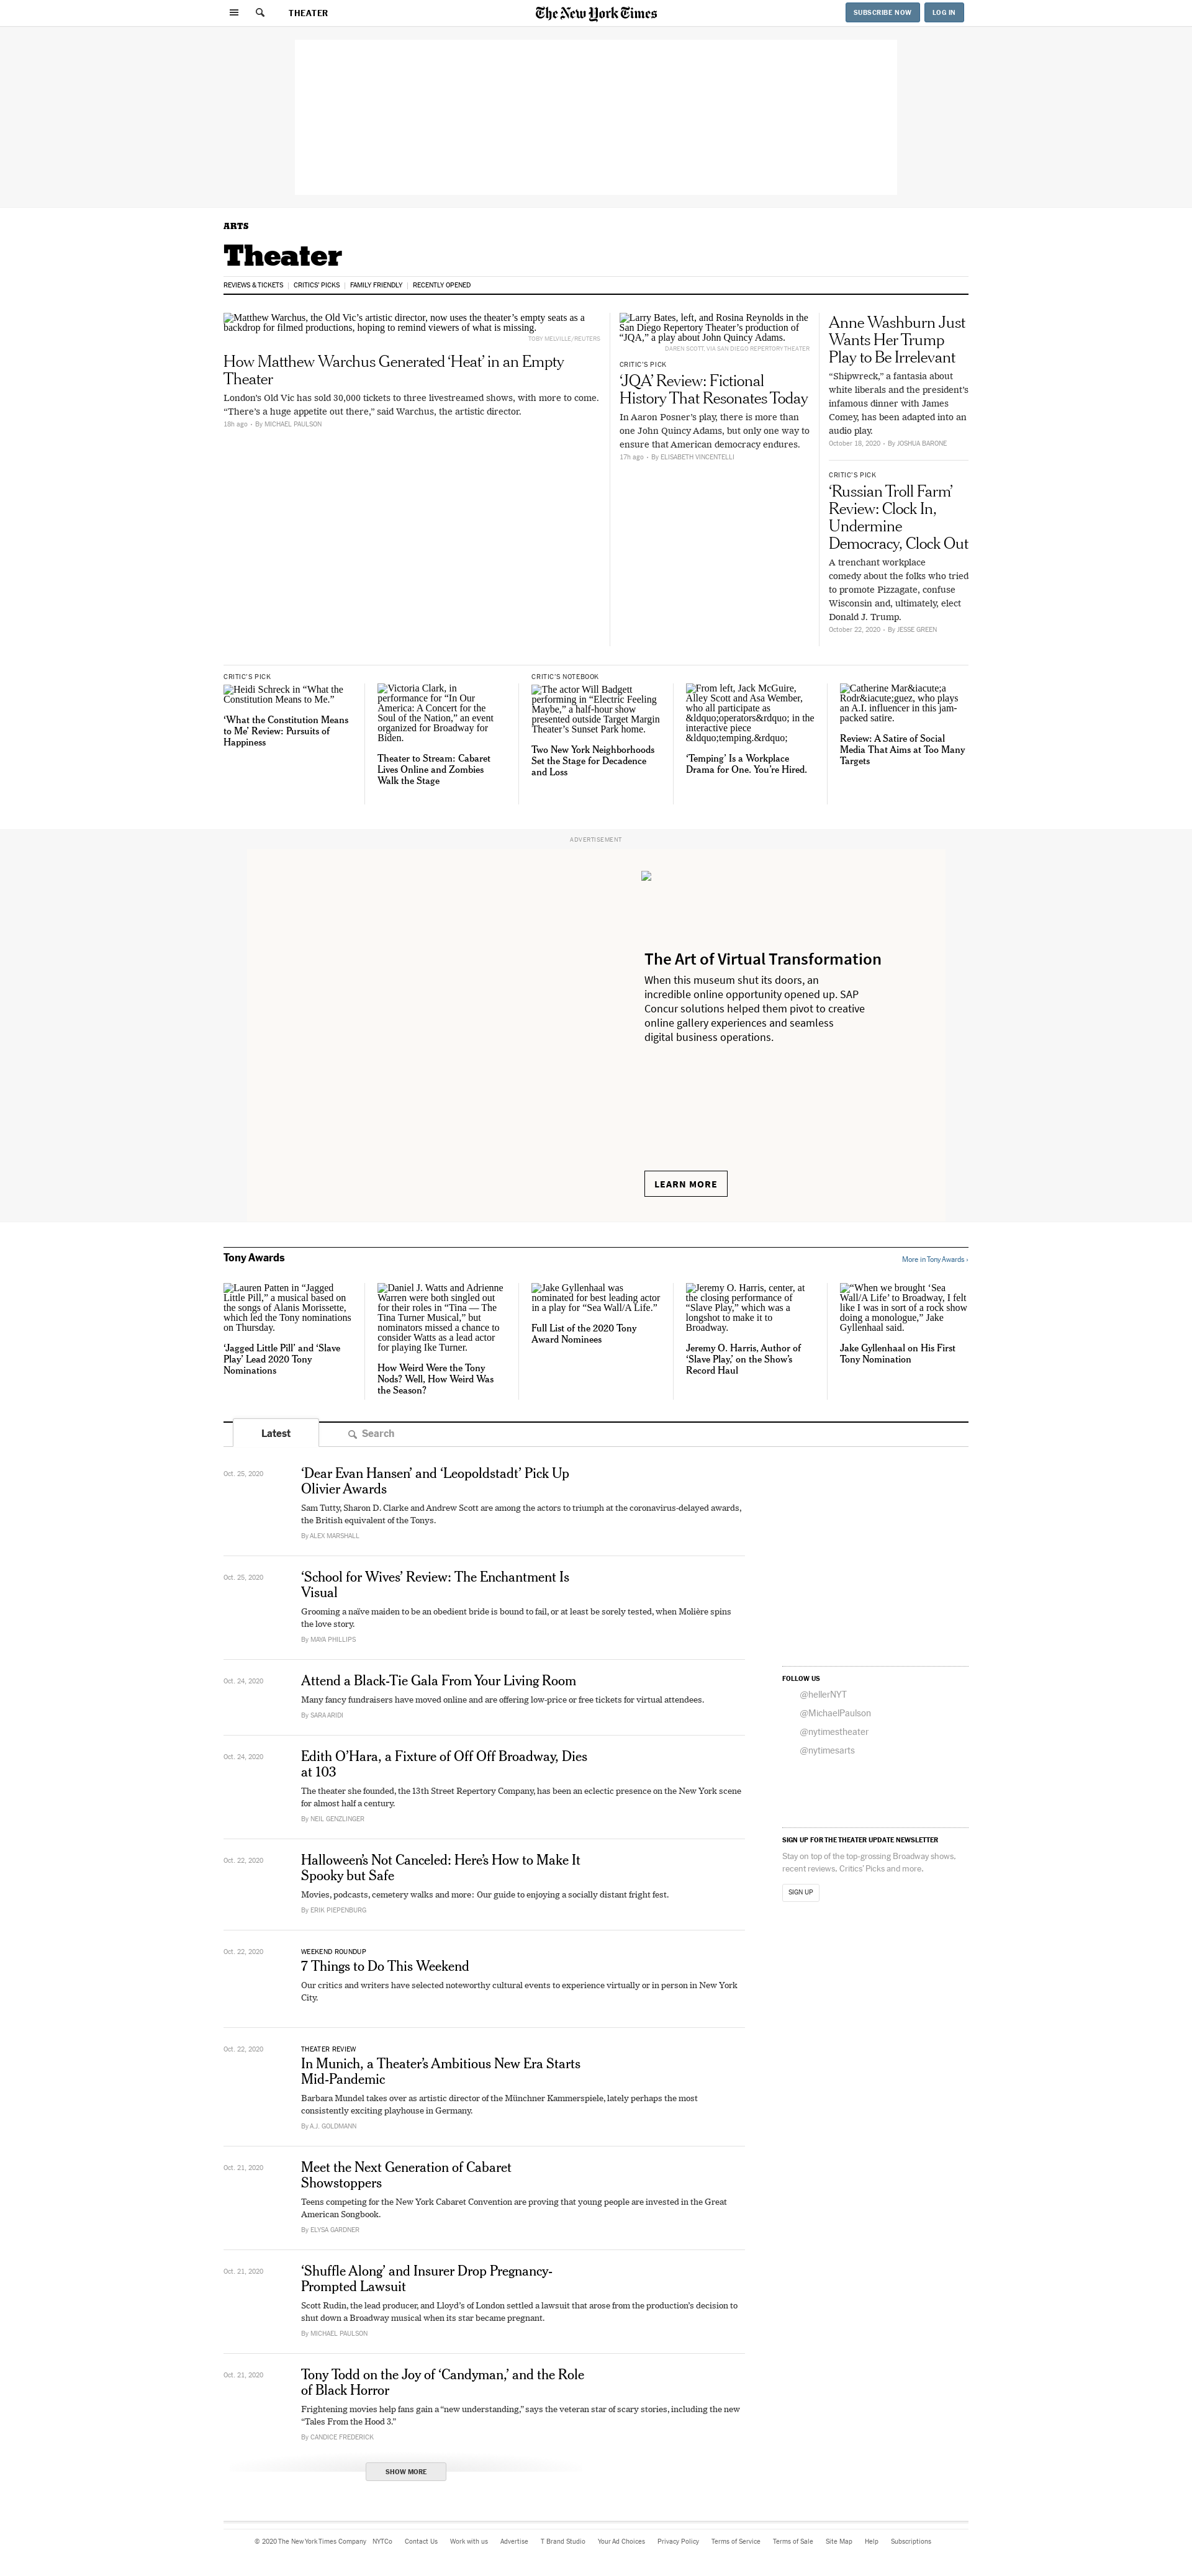 THEATER
The New York Times
SUBSCRIBE NOW
LOG IN
ARTS
Theater
REVIEWS & TICKETS
CRITICS' PICKS
FAMILY FRIENDLY
RECENTLY OPENED
Matthew Warchus, the Old Vic’s artistic director, now uses the theater’s empty seats as a
backdrop for filmed productions, hoping to remind viewers of what is missing.
TOBY MELVILLE/REUTERS
How Matthew Warchus Generated ‘Heat’ in an Empty
Theater
London’s Old Vic has sold 30,000 tickets to three livestreamed shows, with more to come.
“There’s a huge appetite out there,” said Warchus, the artistic director.
18h ago · By MICHAEL PAULSON
Larry Bates, left, and Rosina Reynolds in the
San Diego Repertory Theater’s production of
“JQA,” a play about John Quincy Adams.
DAREN SCOTT, VIA SAN DIEGO REPERTORY THEATER
CRITIC’S PICK
‘JQA’ Review: Fictional
History That Resonates Today
In Aaron Posner’s play, there is more than
one John Quincy Adams, but only one way to
ensure that American democracy endures.
17h ago · By ELISABETH VINCENTELLI
Anne Washburn Just
Wants Her Trump
Play to Be Irrelevant
“Shipwreck,” a fantasia about
white liberals and the president’s
infamous dinner with James
Comey, has been adapted into an
audio play.
October 18, 2020 · By JOSHUA BARONE
CRITIC’S PICK
‘Russian Troll Farm’
Review: Clock In,
Undermine
Democracy, Clock Out
A trenchant workplace
comedy about the folks who tried
to promote Pizzagate, confuse
Wisconsin and, ultimately, elect
Donald J. Trump.
October 22, 2020 · By JESSE GREEN
CRITIC’S PICK
Heidi Schreck in “What the
Constitution Means to Me.”
‘What the Constitution Means
to Me’ Review: Pursuits of
Happiness
Victoria Clark, in
performance for “In Our
America: A Concert for the
Soul of the Nation,” an event
organized for Broadway for
Biden.
Theater to Stream: Cabaret
Lives Online and Zombies
Walk the Stage
CRITIC’S NOTEBOOK
The actor Will Badgett
performing in “Electric Feeling
Maybe,” a half-hour show
presented outside Target Margin
Theater’s Sunset Park home.
Two New York Neighborhoods
Set the Stage for Decadence
and Loss
From left, Jack McGuire,
Alley Scott and Asa Wember,
who all participate as
&ldquo;operators&rdquo; in the
interactive piece
&ldquo;temping.&rdquo;
‘Temping’ Is a Workplace
Drama for One. You’re Hired.
Catherine Mar&iacute;a
Rodr&iacute;guez, who plays
an A.I. influencer in this jam-
packed satire.
Review: A Satire of Social
Media That Aims at Too Many
Targets
ADVERTISEMENT
The Art of Virtual Transformation
When this museum shut its doors, an
incredible online opportunity opened up. SAP
Concur solutions helped them pivot to creative
online gallery experiences and seamless
digital business operations.
LEARN MORE
Tony Awards
More in Tony Awards ›
Lauren Patten in “Jagged
Little Pill,” a musical based on
the songs of Alanis Morissette,
which led the Tony nominations
on Thursday.
‘Jagged Little Pill’ and ‘Slave
Play’ Lead 2020 Tony
Nominations
Daniel J. Watts and Adrienne
Warren were both singled out
for their roles in “Tina — The
Tina Turner Musical,” but
nominators missed a chance to
consider Watts as a lead actor
for playing Ike Turner.
How Weird Were the Tony
Nods? Well, How Weird Was
the Season?
Jake Gyllenhaal was
nominated for best leading actor
in a play for “Sea Wall/A Life.”
Full List of the 2020 Tony
Award Nominees
Jeremy O. Harris, center, at
the closing performance of
“Slave Play,” which was a
longshot to make it to
Broadway.
Jeremy O. Harris, Author of
‘Slave Play,’ on the Show’s
Record Haul
“When we brought ‘Sea
Wall/A Life’ to Broadway, I felt
like I was in sort of a rock show
doing a monologue,” Jake
Gyllenhaal said.
Jake Gyllenhaal on His First
Tony Nomination
Latest
Search
Oct. 25, 2020
‘Dear Evan Hansen’ and ‘Leopoldstadt’ Pick Up
Olivier Awards
Sam Tutty, Sharon D. Clarke and Andrew Scott are among the actors to triumph at the coronavirus-delayed awards,
the British equivalent of the Tonys.
By ALEX MARSHALL
Oct. 25, 2020
‘School for Wives’ Review: The Enchantment Is
Visual
Grooming a naïve maiden to be an obedient bride is bound to fail, or at least be sorely tested, when Molière spins
the love story.
By MAYA PHILLIPS
Oct. 24, 2020
Attend a Black-Tie Gala From Your Living Room
Many fancy fundraisers have moved online and are offering low-price or free tickets for virtual attendees.
By SARA ARIDI
Oct. 24, 2020
Edith O’Hara, a Fixture of Off Off Broadway, Dies
at 103
The theater she founded, the 13th Street Repertory Company, has been an eclectic presence on the New York scene
for almost half a century.
By NEIL GENZLINGER
Oct. 22, 2020
Halloween’s Not Canceled: Here’s How to Make It
Spooky but Safe
Movies, podcasts, cemetery walks and more: Our guide to enjoying a socially distant fright fest.
By ERIK PIEPENBURG
Oct. 22, 2020
WEEKEND ROUNDUP
7 Things to Do This Weekend
Our critics and writers have selected noteworthy cultural events to experience virtually or in person in New York
City.
Oct. 22, 2020
THEATER REVIEW
In Munich, a Theater’s Ambitious New Era Starts
Mid-Pandemic
Barbara Mundel takes over as artistic director of the Münchner Kammerspiele, lately perhaps the most
consistently exciting playhouse in Germany.
By A.J. GOLDMANN
Oct. 21, 2020
Meet the Next Generation of Cabaret
Showstoppers
Teens competing for the New York Cabaret Convention are proving that young people are invested in the Great
American Songbook.
By ELYSA GARDNER
Oct. 21, 2020
‘Shuffle Along’ and Insurer Drop Pregnancy-
Prompted Lawsuit
Scott Rudin, the lead producer, and Lloyd’s of London settled a lawsuit that arose from the production’s decision to
shut down a Broadway musical when its star became pregnant.
By MICHAEL PAULSON
Oct. 21, 2020
Tony Todd on the Joy of ‘Candyman,’ and the Role
of Black Horror
Frightening movies help fans gain a “new understanding,” says the veteran star of scary stories, including the new
“Tales From the Hood 3.”
By CANDICE FREDERICK
SHOW MORE
FOLLOW US
@hellerNYT
@MichaelPaulson
@nytimestheater
@nytimesarts
SIGN UP FOR THE THEATER UPDATE NEWSLETTER
Stay on top of the top-grossing Broadway shows,
recent reviews, Critics’ Picks and more.
SIGN UP
© 2020 The New York Times Company NYTCo Contact Us Work with us Advertise T Brand Studio Your Ad Choices Privacy Policy Terms of Service Terms of Sale Site Map Help Subscriptions